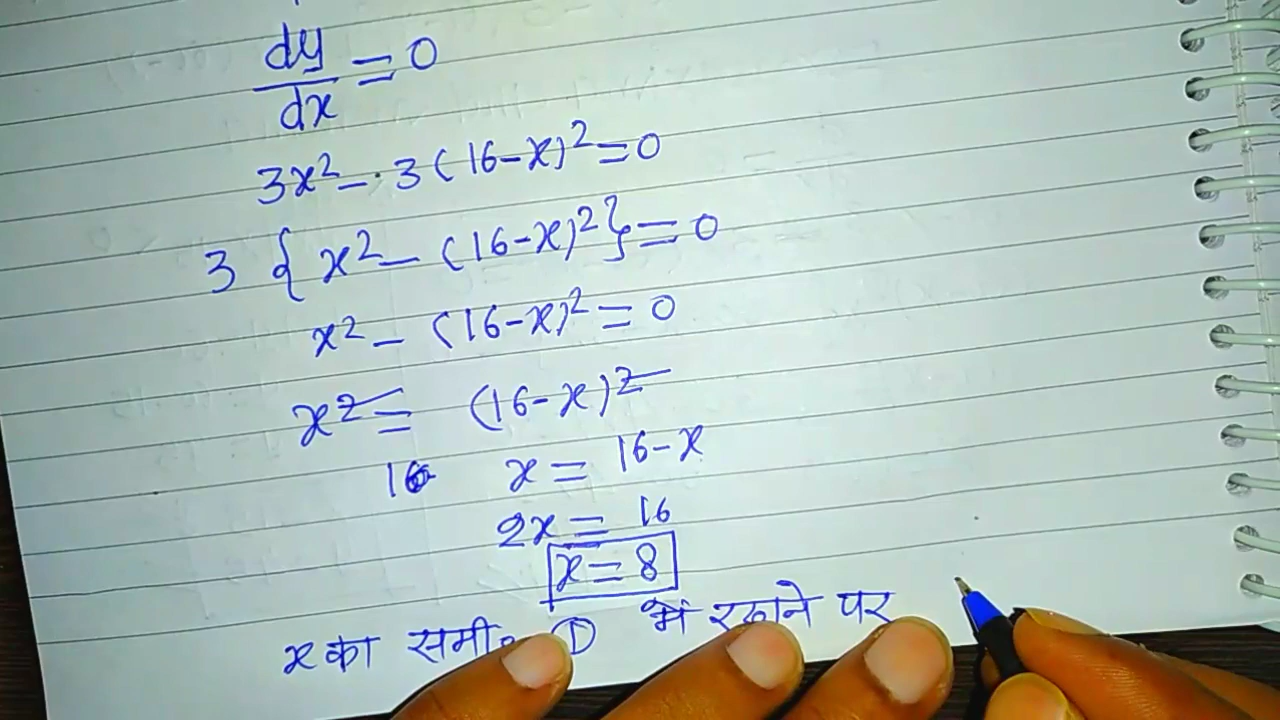 dy/dx = 0
3x² - 3(16-x)² = 0
3 {x² - (16-x)²} = 0
x² - (16-x)² = 0
x² = (16-x)²
16 x = 16-x
2x = 16
x = 8
x का समी० ① में रखने पर